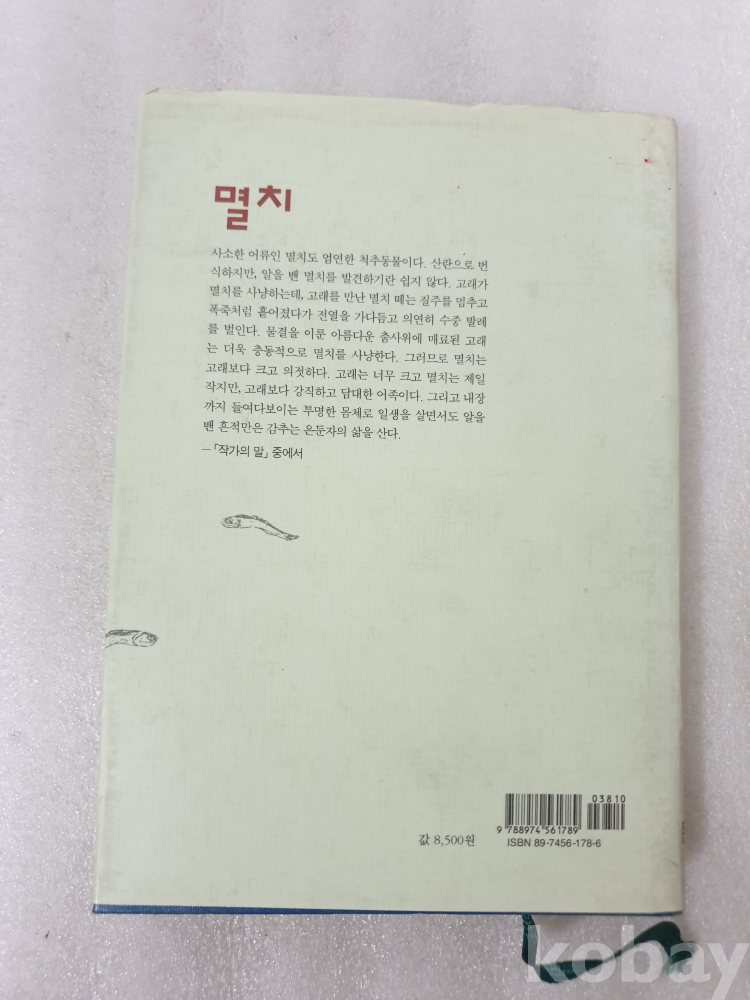 멸치
사소한 어류인 멸치도 엄연한 척추동물이다. 산란으로 번
식하지만, 알을 밴 멸치를 발견하기란 쉽지 않다. 고래가
멸치를 사냥하는데, 고래를 만난 멸치 떼는 질주를 멈추고
폭죽처럼 흩어졌다가 전열을 가다듬고 의연히 수중 발레
를 벌인다. 물결을 이룬 아름다운 춤사위에 매료된 고래
는 더욱 충동적으로 멸치를 사냥한다. 그러므로 멸치는
고래보다 크고 의젓하다. 고래는 너무 크고 멸치는 제일
작지만, 고래보다 강직하고 담대한 어족이다. 그리고 내장
까지 들여다보이는 투명한 몸체로 일생을 살면서도 알을
밴 흔적만은 감추는 은둔자의 삶을 산다.
―「작가의 말」 중에서
03810
9 788974 561789
값 8,500원
ISBN 89-7456-178-6
kobay